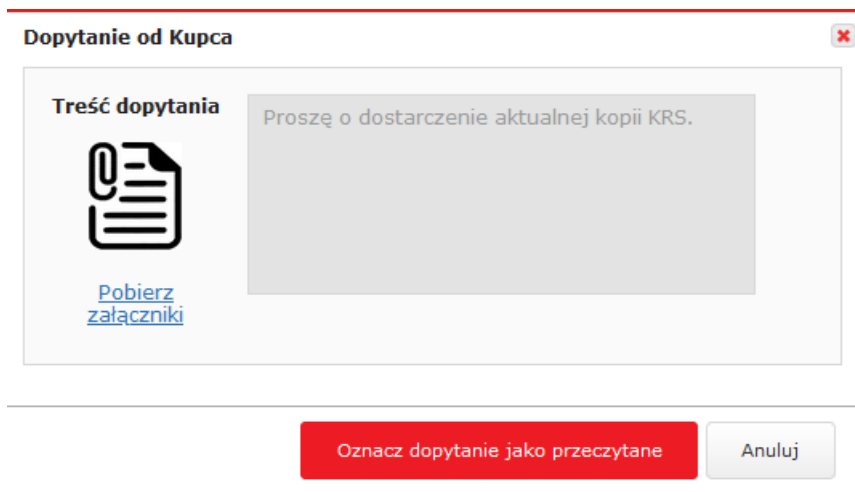 Dopytanie od Kupca
Treść dopytania
Proszę o dostarczenie aktualnej kopii KRS.
Pobierz
załączniki
Oznacz dopytanie jako przeczytane
Anuluj